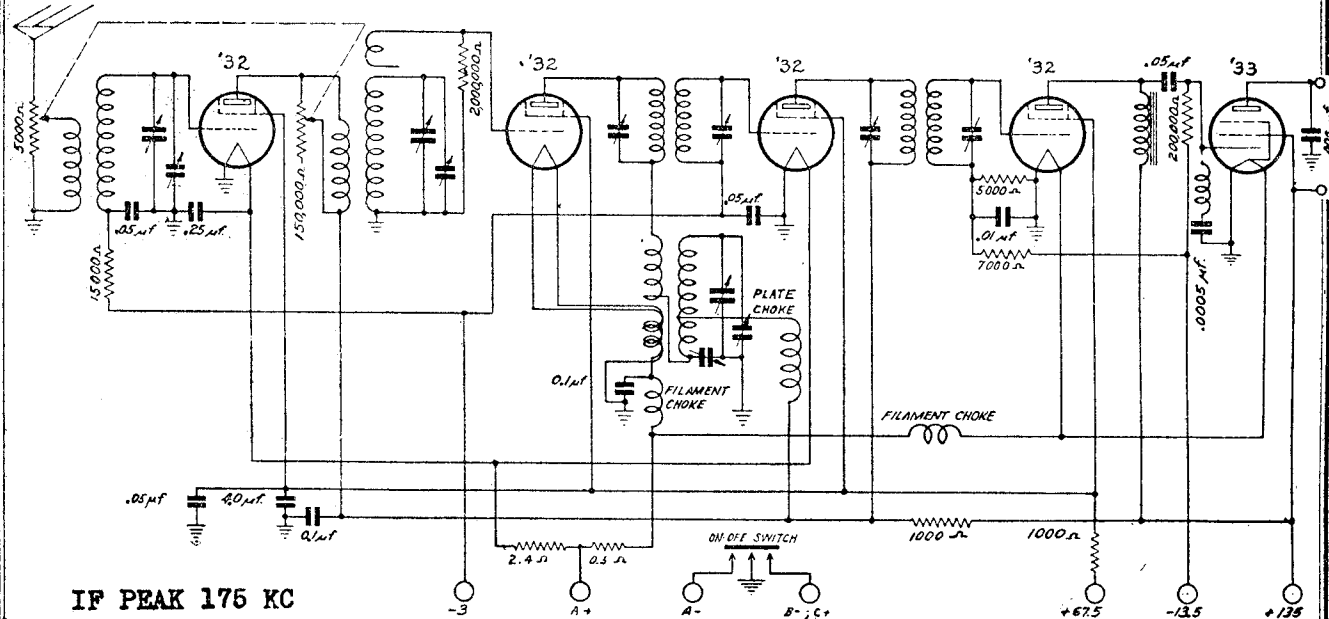 '32
'32
'32
'32
'33
5000Ω
200,000Ω
.05μf
200,000Ω
150,000Ω
.05μf
.25μf
.05μf
5000Ω
.01μf
7000Ω
.0005μf.
15000Ω
PLATE
CHOKE
0.1μf
FILAMENT
CHOKE
FILAMENT CHOKE
.05μf
4.0μf.
0.1μf
1000Ω
1000Ω
ON-OFF SWITCH
2.4Ω
0.3Ω
IF PEAK 175 KC
-3
A+
A-
B-;C+
+67.5
-13.5
+135